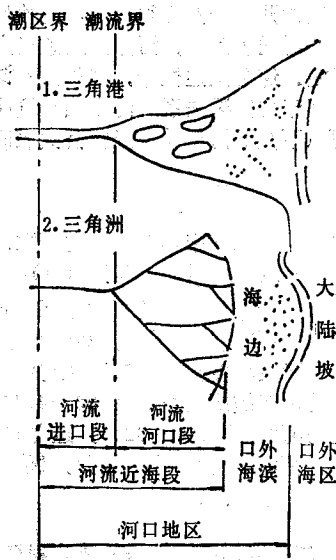 潮区界 潮流界
1.三角港
2.三角洲
海边
大陆坡
河流进口段
河流河口段
口外海滨
口外海区
河流近海段
河口地区